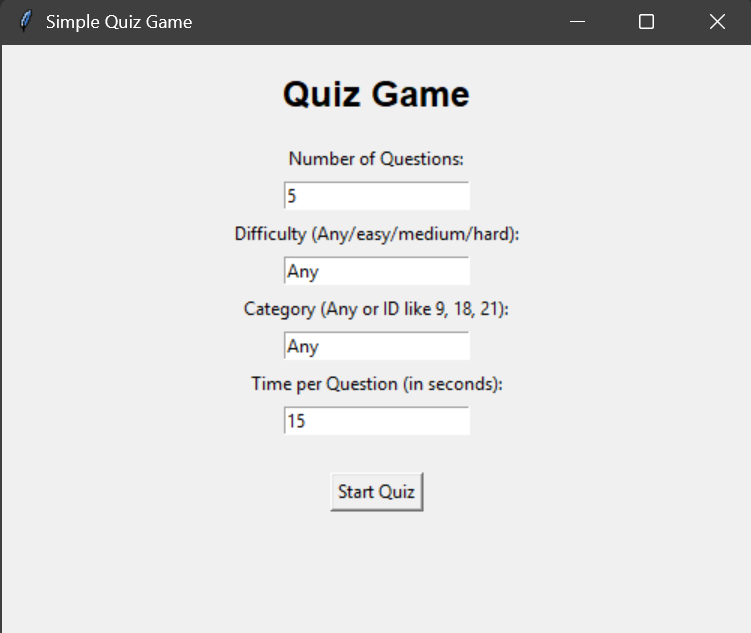 Simple Quiz Game
Quiz Game
Number of Questions:
5
Difficulty (Any/easy/medium/hard):
Any
Category (Any or ID like 9, 18, 21):
Any
Time per Question (in seconds):
15
Start Quiz